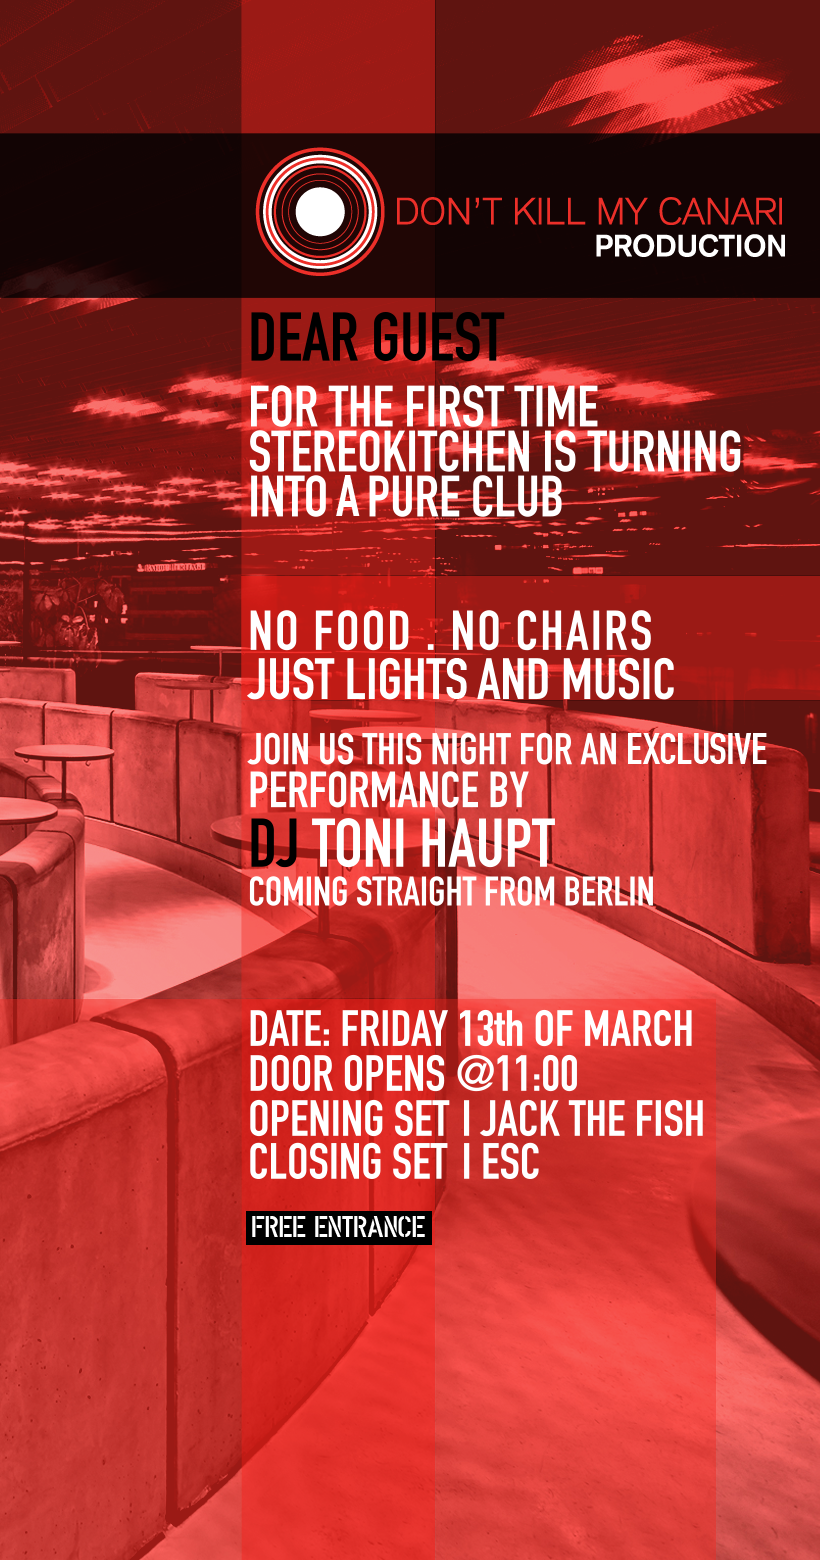 DON'T KILL MY CANARI
PRODUCTION
DEAR GUEST
FOR THE FIRST TIME
STEREOKITCHEN IS TURNING
INTO A PURE CLUB
NO FOOD . NO CHAIRS
JUST LIGHTS AND MUSIC
JOIN US THIS NIGHT FOR AN EXCLUSIVE
PERFORMANCE BY
DJ TONI HAUPT
COMING STRAIGHT FROM BERLIN
DATE: FRIDAY 13th OF MARCH
DOOR OPENS @11:00
OPENING SET | JACK THE FISH
CLOSING SET | ESC
FREE ENTRANCE